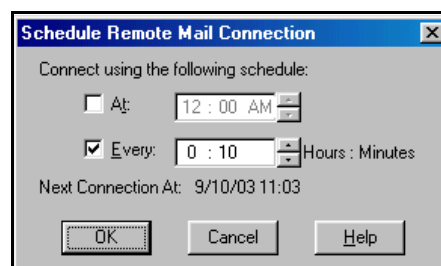 Schedule Remote Mail Connection
Connect using the following schedule:
At: 12 : 00 AM
Every: 0 : 10 Hours : Minutes
Next Connection At: 9/10/03 11:03
OK Cancel Help